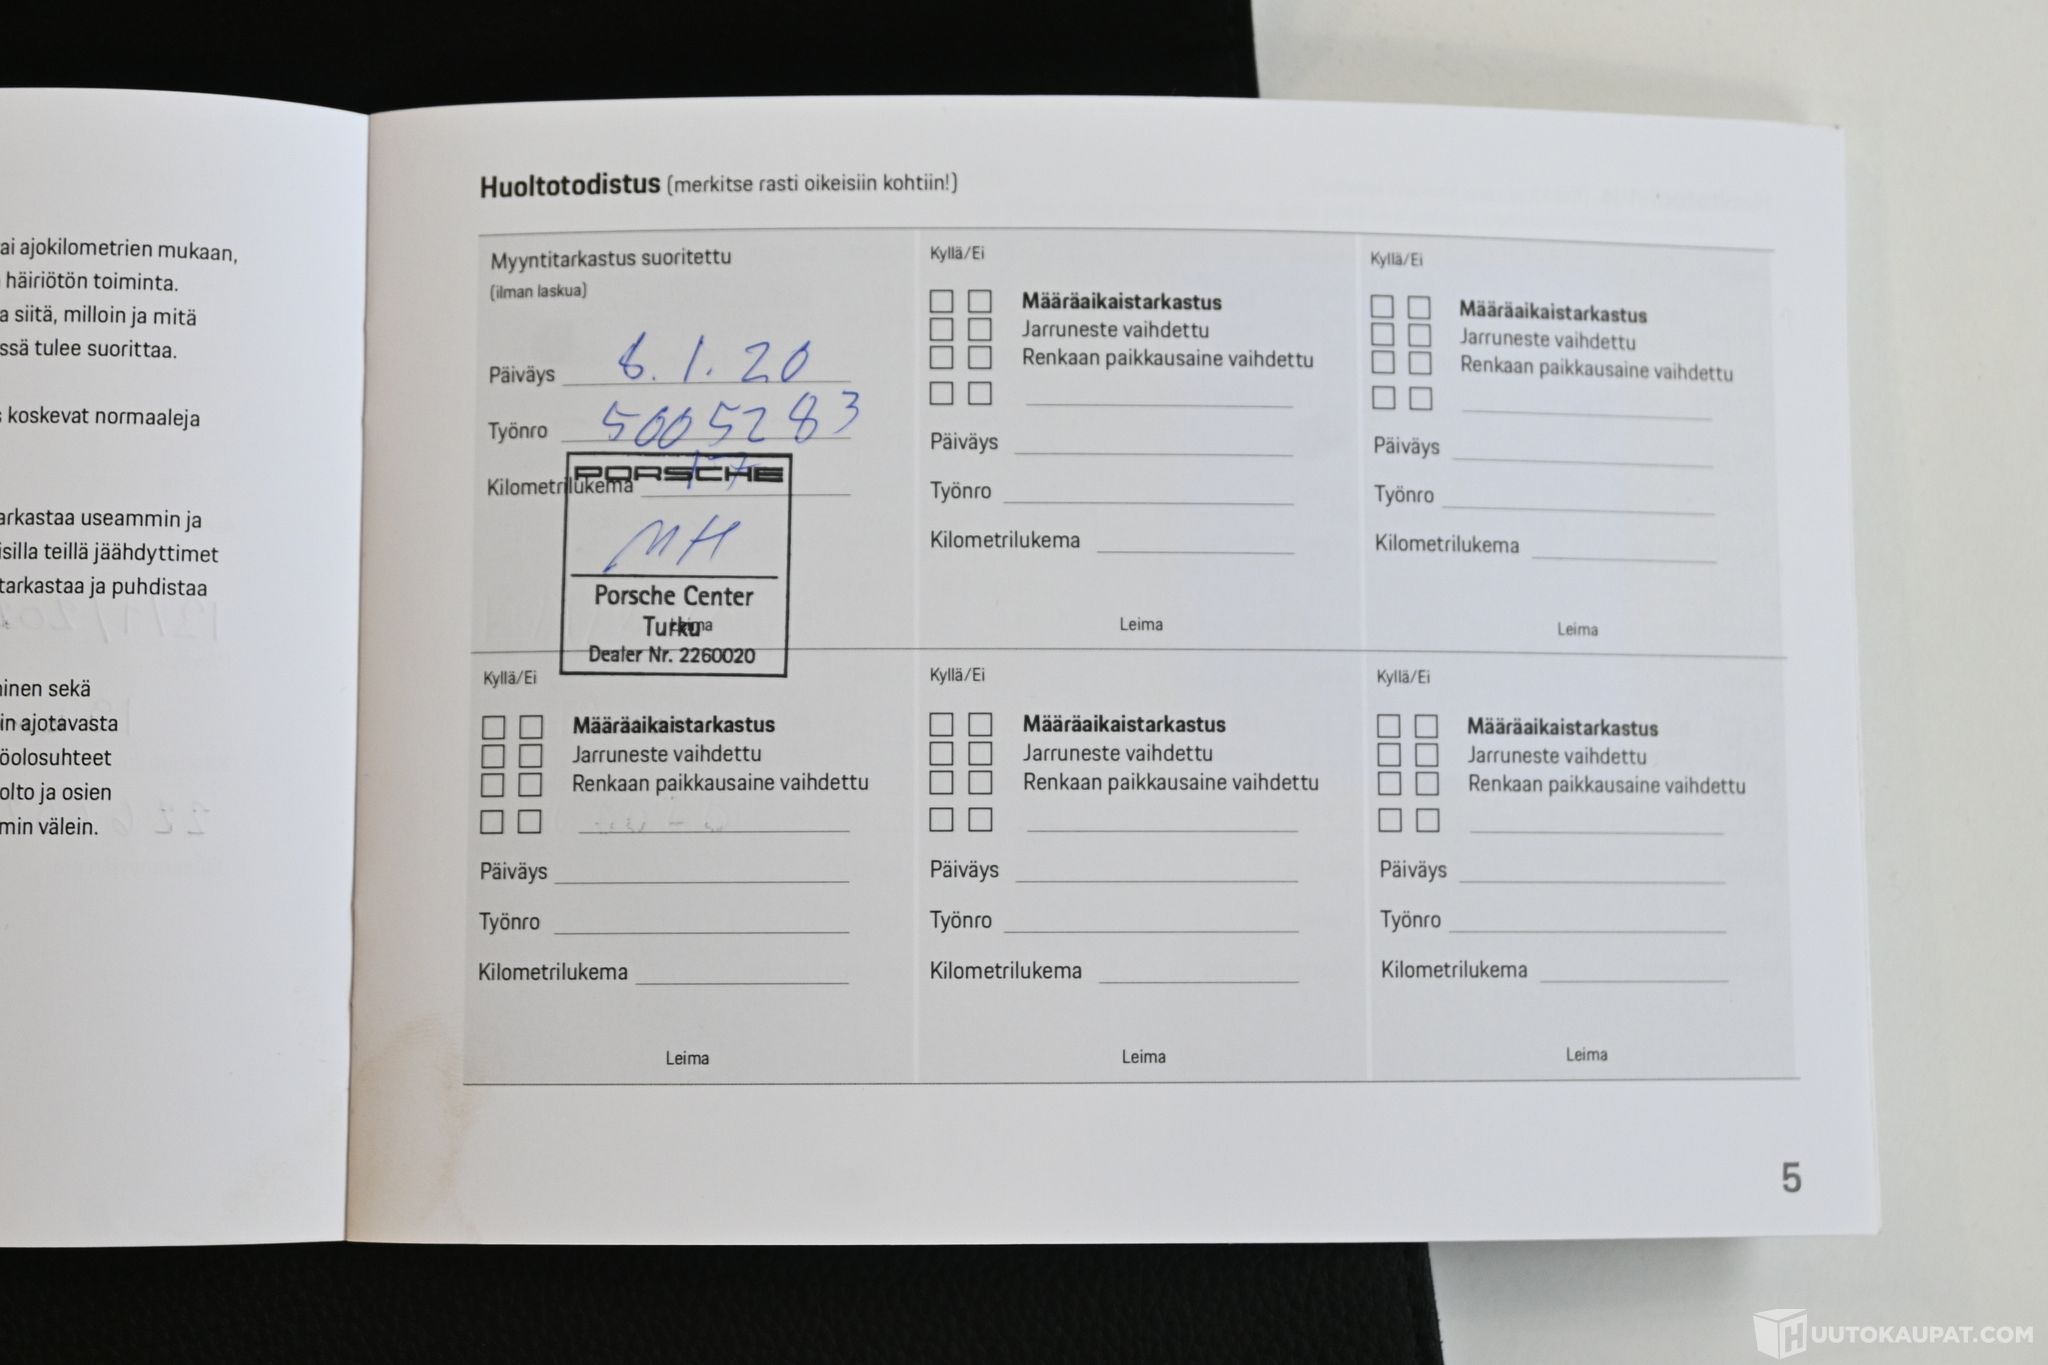 ai ajokilometrien mukaan,
häiriötön toiminta.
a siitä, milloin ja mitä
ssä tulee suorittaa.
s koskevat normaaleja
arkastaa useammin ja
isilla teillä jäähdyttimet
tarkastaa ja puhdistaa
inen sekä
in ajotavasta
öolosuhteet
olto ja osien
min välein.
Huoltotodistus (merkitse rasti oikeisiin kohtiin!)
Myyntitarkastus suoritettu
(ilman laskua)
Päiväys 8.1.20
Työnro 5005283
Kilometrilukema 17
PORSCHE
MH
Porsche Center
Turku
Leima
Dealer Nr. 2260020
Kyllä/Ei
Määräaikaistarkastus
Jarruneste vaihdettu
Renkaan paikkausaine vaihdettu
Päiväys
Työnro
Kilometrilukema
Leima
Kyllä/Ei
Määräaikaistarkastus
Jarruneste vaihdettu
Renkaan paikkausaine vaihdettu
Päiväys
Työnro
Kilometrilukema
Leima
Kyllä/Ei
Määräaikaistarkastus
Jarruneste vaihdettu
Renkaan paikkausaine vaihdettu
Päiväys
Työnro
Kilometrilukema
Leima
Kyllä/Ei
Määräaikaistarkastus
Jarruneste vaihdettu
Renkaan paikkausaine vaihdettu
Päiväys
Työnro
Kilometrilukema
Leima
Kyllä/Ei
Määräaikaistarkastus
Jarruneste vaihdettu
Renkaan paikkausaine vaihdettu
Päiväys
Työnro
Kilometrilukema
Leima
5
HUUTOKAUPAT.COM